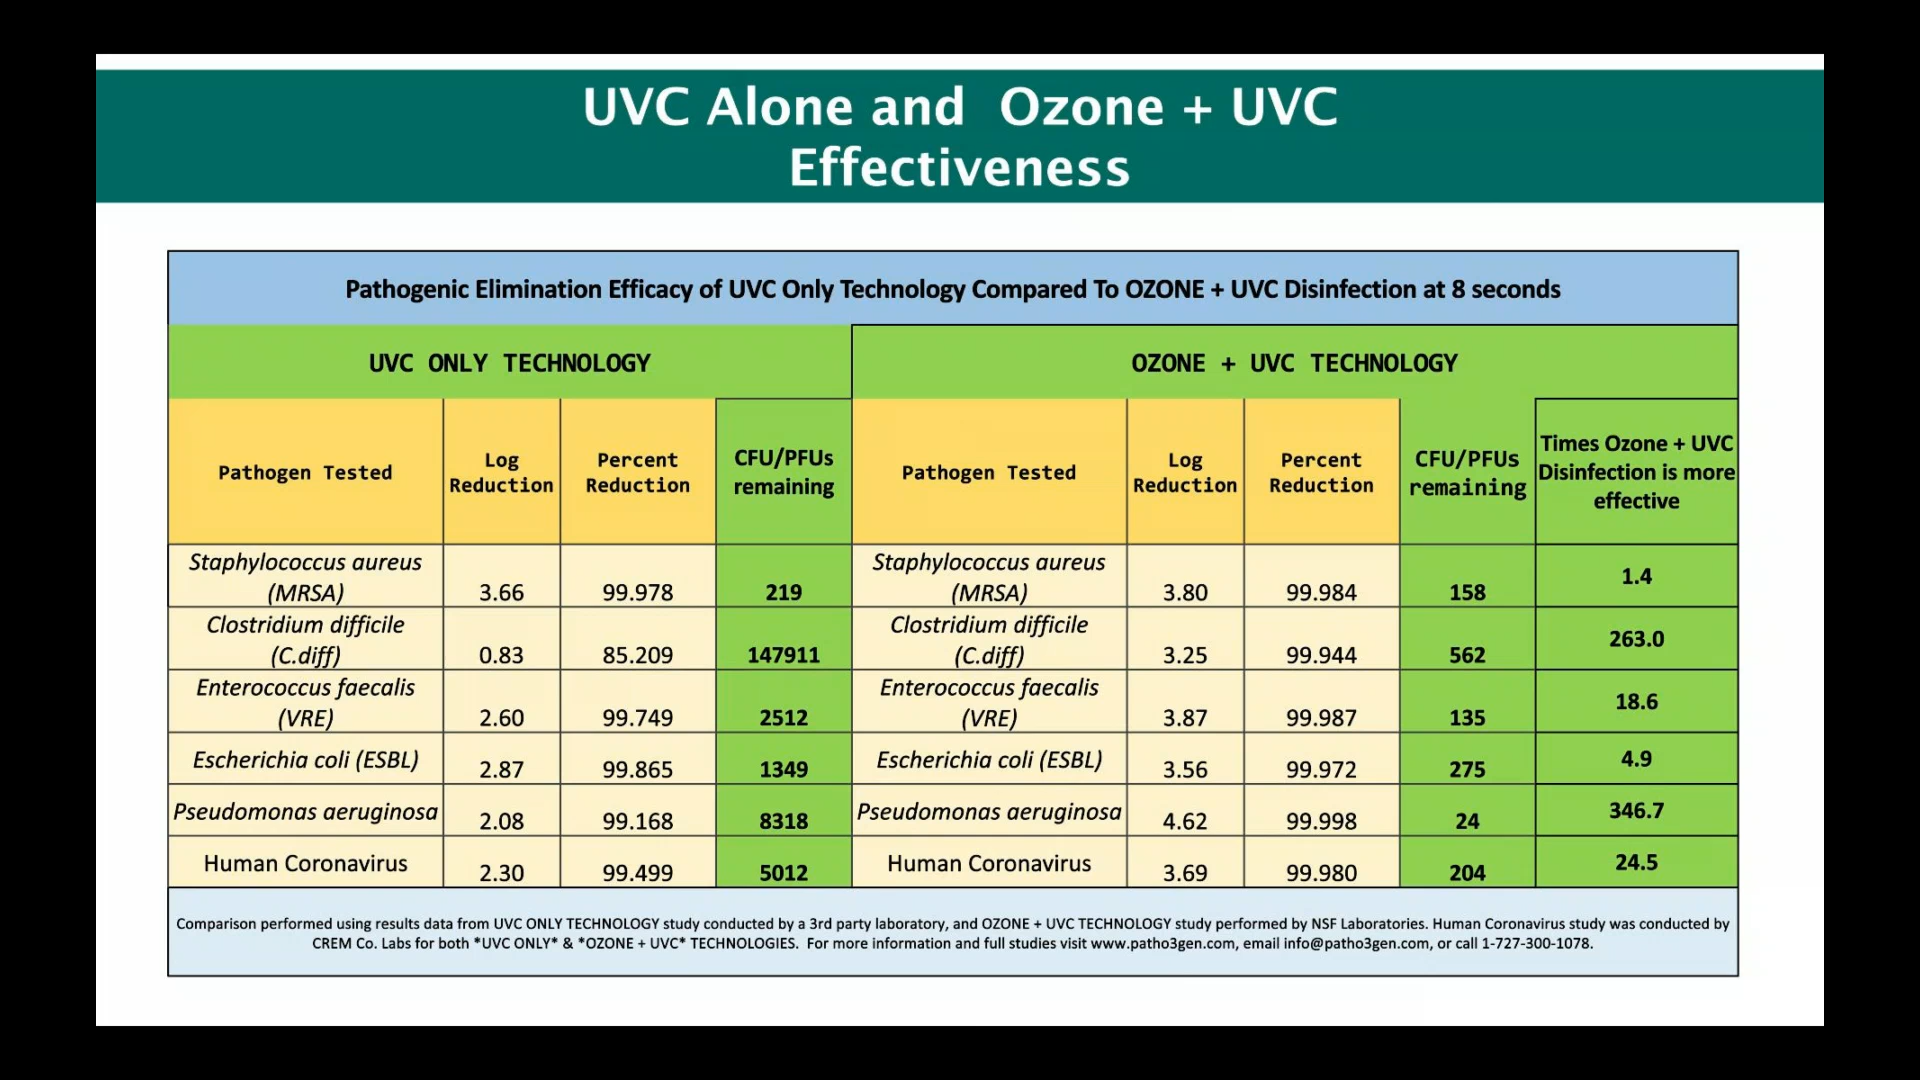 UVC Alone and  Ozone + UVC
Effectiveness
Pathogenic Elimination Efficacy of UVC Only Technology Compared To OZONE + UVC Disinfection at 8 seconds
UVC ONLY TECHNOLOGY OZONE + UVC TECHNOLOGY
Pathogen Tested
Log
Reduction
Percent
Reduction
CFU/PFUs
remaining
Pathogen Tested
Log
Reduction
Percent
Reduction
CFU/PFUs
remaining
Times Ozone + UVC
Disinfection is more
effective
Staphylococcus aureus
(MRSA) 3.66 99.978 219
Staphylococcus aureus
(MRSA) 3.80 99.984 158 1.4
Clostridium difficile
(C.diff) 0.83 85.209 147911
Clostridium difficile
(C.diff) 3.25 99.944 562 263.0
Enterococcus faecalis
(VRE) 2.60 99.749 2512
Enterococcus faecalis
(VRE) 3.87 99.987 135 18.6
Escherichia coli (ESBL) 2.87 99.865 1349 Escherichia coli (ESBL) 3.56 99.972 275 4.9
Pseudomonas aeruginosa 2.08 99.168 8318 Pseudomonas aeruginosa 4.62 99.998 24 346.7
Human Coronavirus 2.30 99.499 5012 Human Coronavirus 3.69 99.980 204 24.5
Comparison performed using results data from UVC ONLY TECHNOLOGY study conducted by a 3rd party laboratory, and OZONE + UVC TECHNOLOGY study performed by NSF Laboratories. Human Coronavirus study was conducted by
CREM Co. Labs for both *UVC ONLY* & *OZONE + UVC* TECHNOLOGIES.  For more information and full studies visit www.patho3gen.com, email info@patho3gen.com, or call 1-727-300-1078.